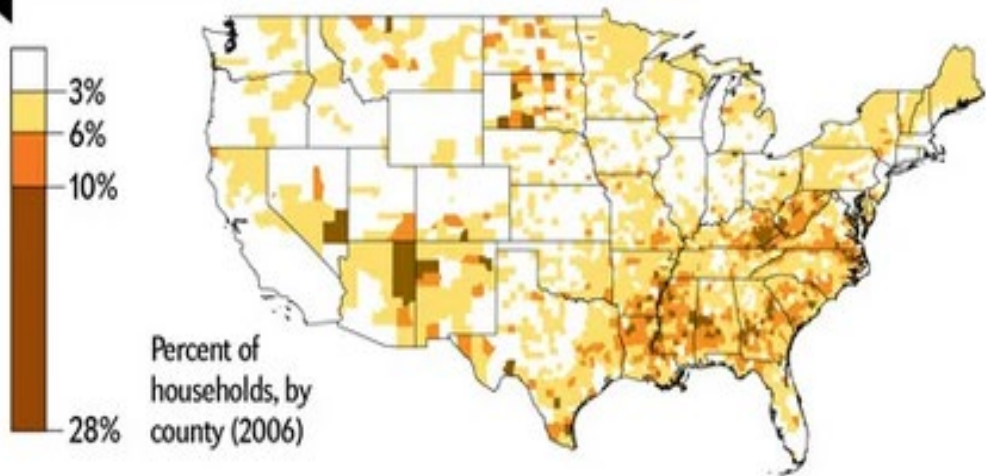 3%
6%
10%
28%
Percent of
households, by
county (2006)